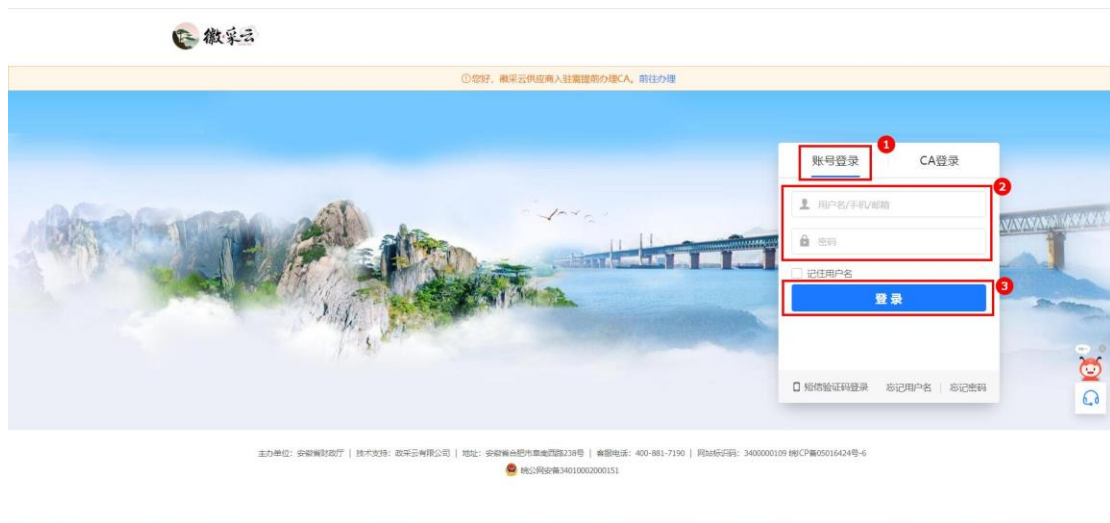 徽采云
您好，徽采云供应商入驻需提前办理CA。前往办理
账号登录
1
CA登录
2
用户名/手机/邮箱
密码
记住用户名
登录
3
短信验证码登录
忘记用户名 | 忘记密码
主办单位：安徽省财政厅 | 技术支持：政采云有限公司 | 地址：安徽省合肥市阜南西路238号 | 客服电话：400-881-7190 | 网站标识码：3400000109 皖ICP备05016424号-6
皖公网安备34010002000151